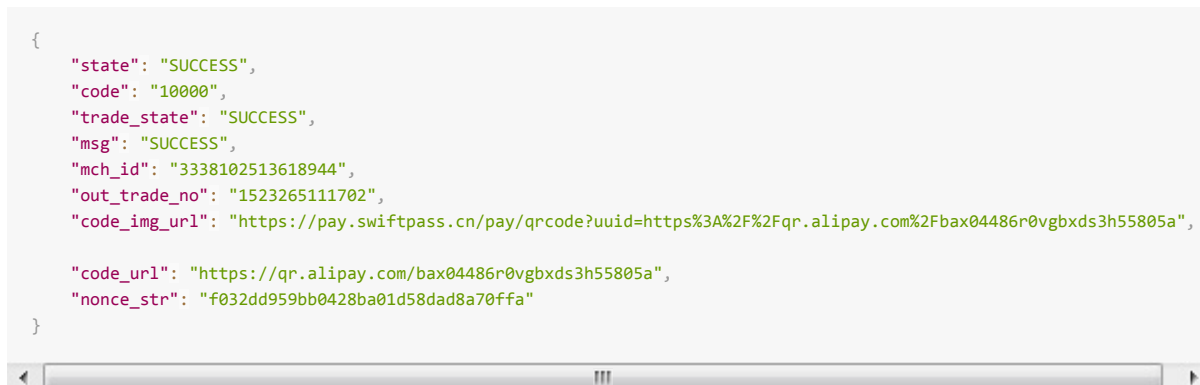 {
"state": "SUCCESS",
"code": "10000",
"trade_state": "SUCCESS",
"msg": "SUCCESS",
"mch_id": "3338102513618944",
"out_trade_no": "1523265111702",
"code_img_url": "https://pay.swiftpass.cn/pay/qrcode?uuid=https%3A%2F%2Fqr.alipay.com%2Fbax04486r0vgbxds3h55805a",
"code_url": "https://qr.alipay.com/bax04486r0vgbxds3h55805a",
"nonce_str": "f032dd959bb0428ba01d58dad8a70ffa"
}